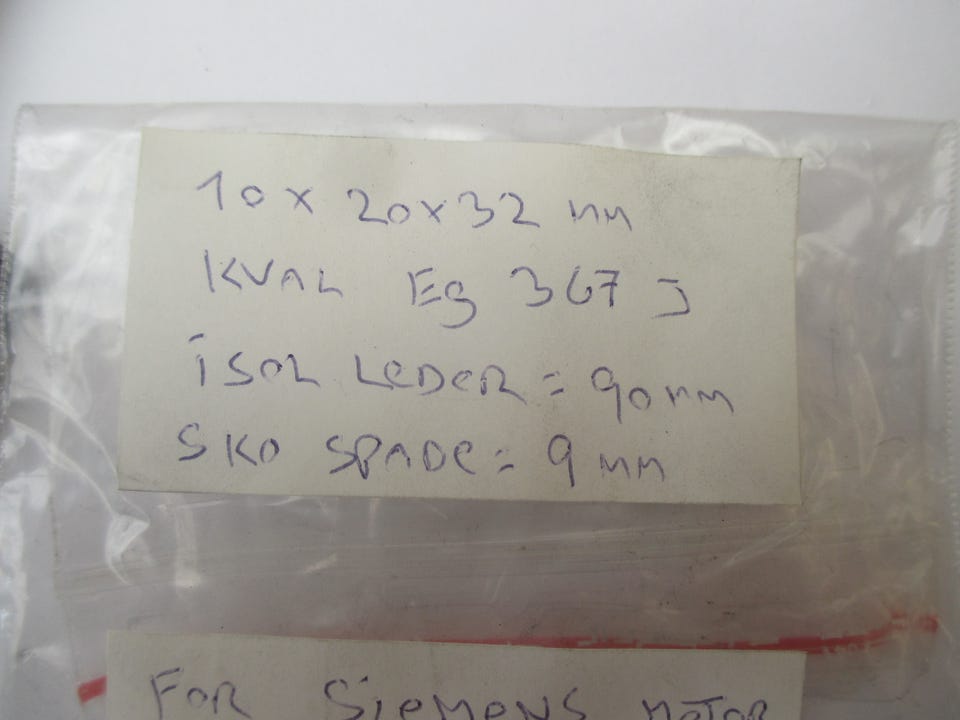 10 x 20 x 32 mm
KVAL Eg 367 J
isol LeDeR = 90 mm
SKO SPADe = 9 mm
FOR Siemens motor